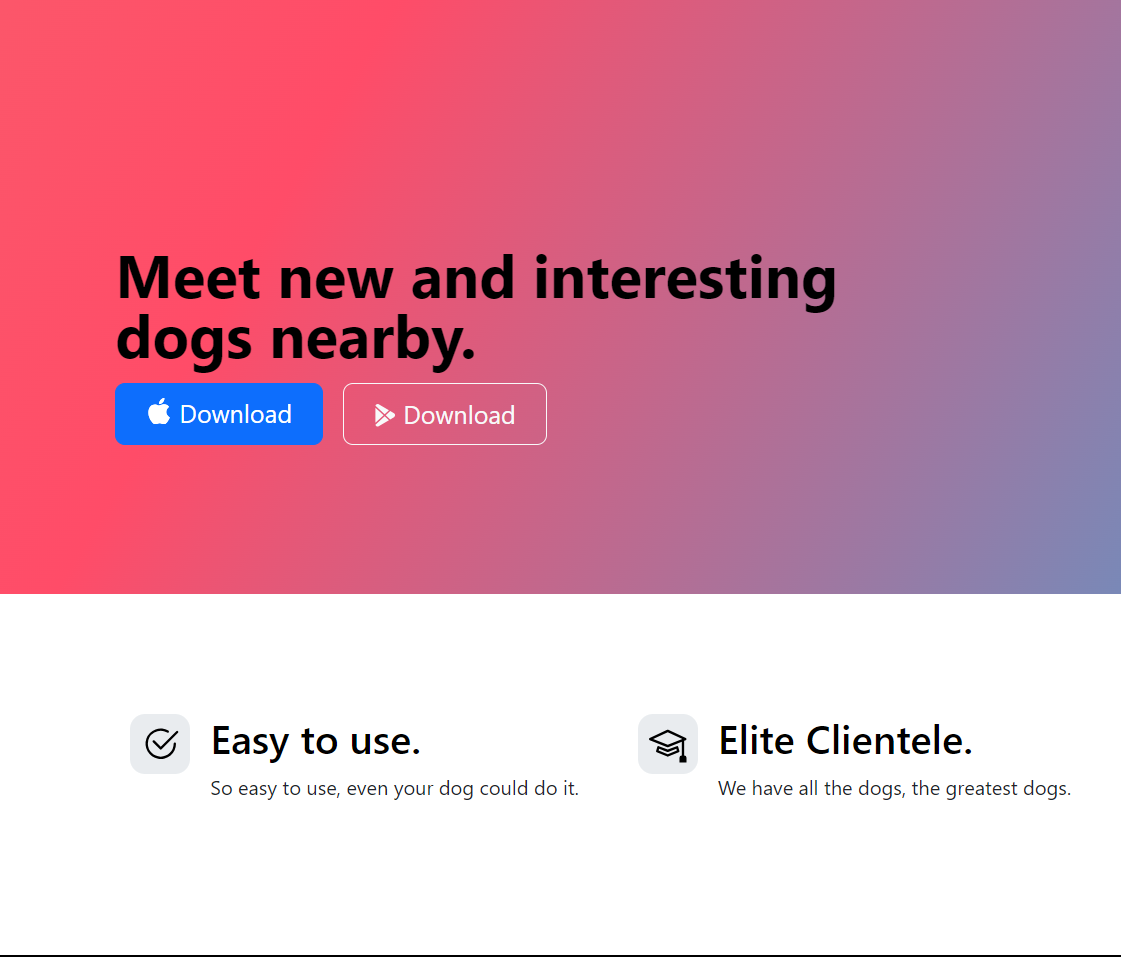 Meet new and interesting
dogs nearby.
Download
Download
Easy to use.
So easy to use, even your dog could do it.
Elite Clientele.
We have all the dogs, the greatest dogs.